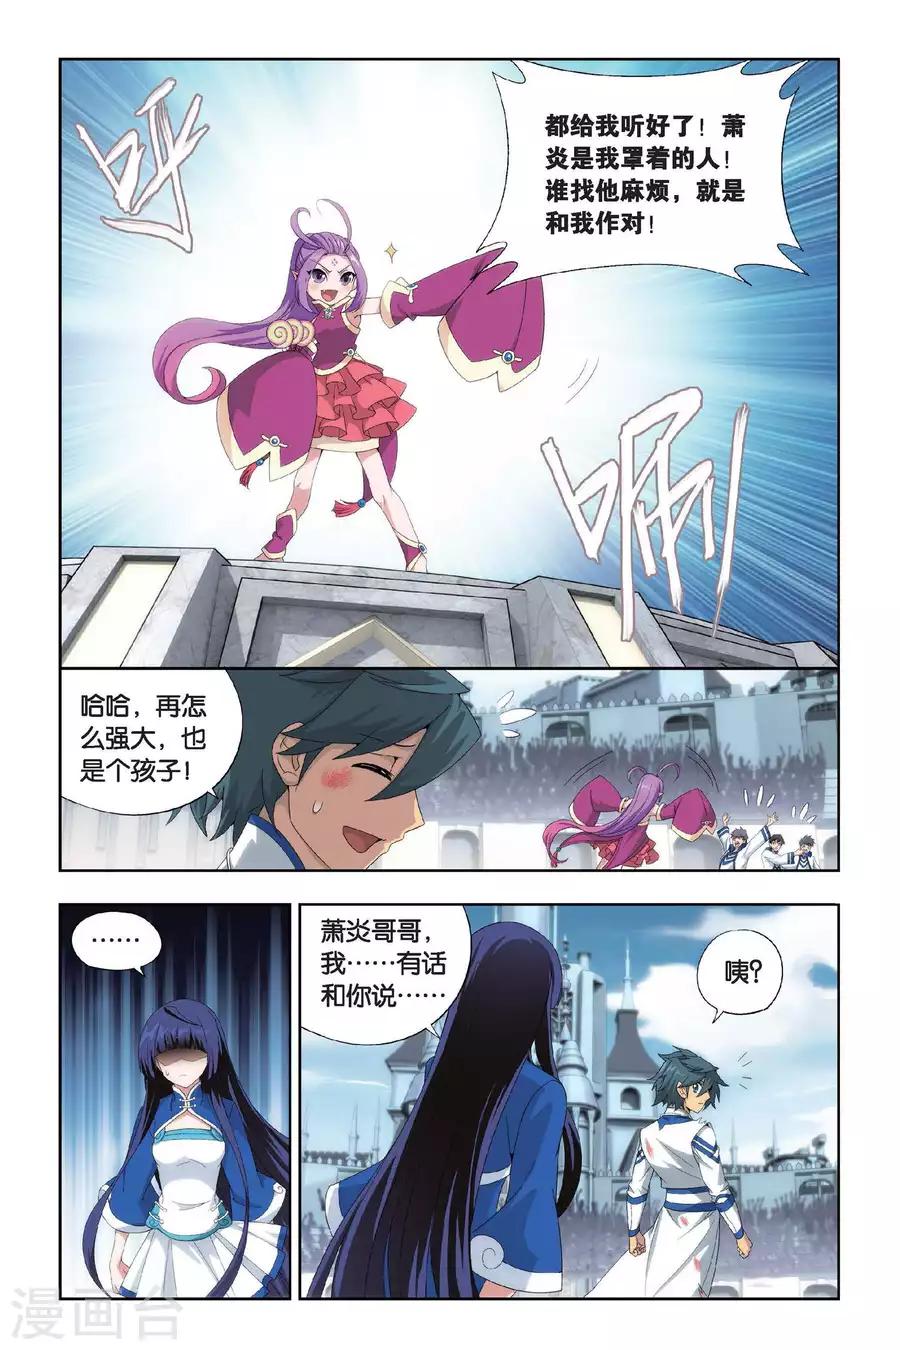 都给我听好了！萧
炎是我罩着的人！
谁找他麻烦，就是
和我作对！
呼
唰
哈哈，再怎
么强大，也
是个孩子！
……
萧炎哥哥，
我……有话
和你说……
咦？
漫画台